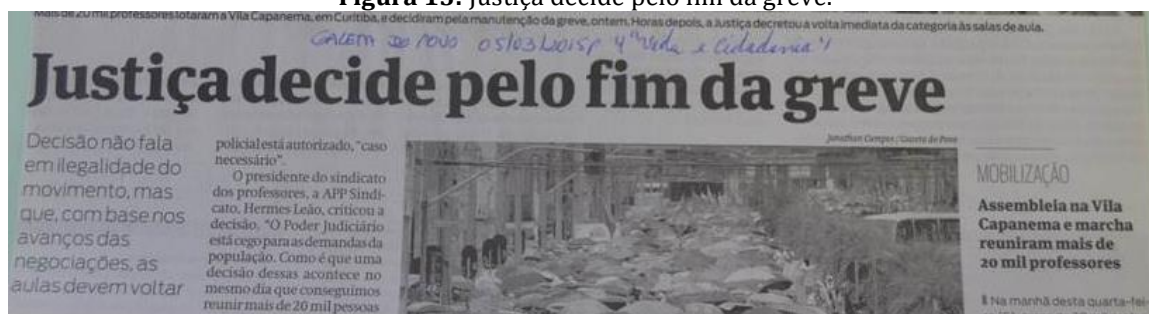 Figura 15: Justiça decide pelo fim da greve.
Mais de 20 mil professores lotaram a Vila Capanema, em Curitiba, e decidiram pela manutenção da greve, ontem. Horas depois, a Justiça decretou a volta imediata da categoria às salas de aula.
05/03/2015 "Vida e Cidadania"
Justiça decide pelo fim da greve
Decisão não fala
em ilegalidade do
movimento, mas
que, com base nos
avanços das
negociações, as
aulas devem voltar
policial está autorizado, "caso
necessário".
O presidente do sindicato
dos professores, a APP Sindi-
cato, Hermes Leão, criticou a
decisão. "O Poder Judiciário
está cego para as demandas da
população. Como é que uma
decisão dessas acontece no
mesmo dia que conseguimos
reunir mais de 20 mil pessoas
Jonathan Campos / Gazeta do Povo
MOBILIZAÇÃO
Assembleia na Vila
Capanema e marcha
reuniram mais de
20 mil professores
Na manhã desta quarta-fei-